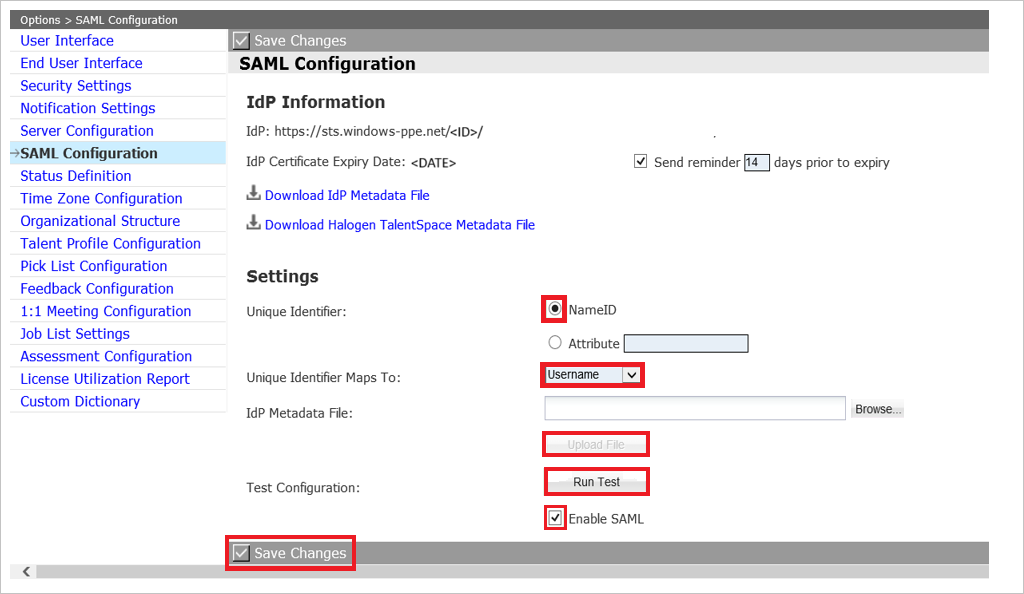 Options > SAML Configuration
User Interface
End User Interface
Security Settings
Notification Settings
Server Configuration
SAML Configuration
Status Definition
Time Zone Configuration
Organizational Structure
Talent Profile Configuration
Pick List Configuration
Feedback Configuration
1:1 Meeting Configuration
Job List Settings
Assessment Configuration
License Utilization Report
Custom Dictionary
Save Changes
SAML Configuration
IdP Information
IdP: https://sts.windows-ppe.net/<ID>/
.
IdP Certificate Expiry Date: <DATE>
Send reminder 14 days prior to expiry
Download IdP Metadata File
Download Halogen TalentSpace Metadata File
Settings
Unique Identifier:
NameID
Attribute
Unique Identifier Maps To:
Username
IdP Metadata File:
Browse...
Upload File
Test Configuration:
Run Test
Enable SAML
Save Changes